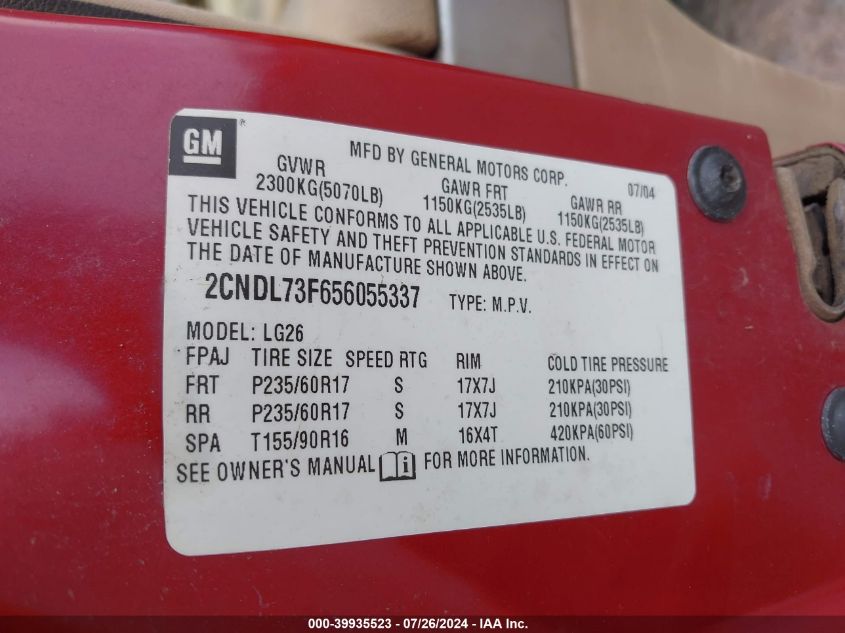 GM®
MFD BY GENERAL MOTORS CORP. 07/04
GVWR GAWR FRT GAWR RR
2300KG(5070LB) 1150KG(2535LB) 1150KG(2535LB)
THIS VEHICLE CONFORMS TO ALL APPLICABLE U.S. FEDERAL MOTOR
VEHICLE SAFETY AND THEFT PREVENTION STANDARDS IN EFFECT ON
THE DATE OF MANUFACTURE SHOWN ABOVE.
2CNDL73F656055337 TYPE: M.P.V.
MODEL: LG26
FPAJ TIRE SIZE SPEED RTG RIM COLD TIRE PRESSURE
FRT P235/60R17 S 17X7J 210KPA(30PSI)
RR P235/60R17 S 17X7J 210KPA(30PSI)
SPA T155/90R16 M 16X4T 420KPA(60PSI)
SEE OWNER'S MANUAL i FOR MORE INFORMATION.
000-39935523 - 07/26/2024 - IAA Inc.